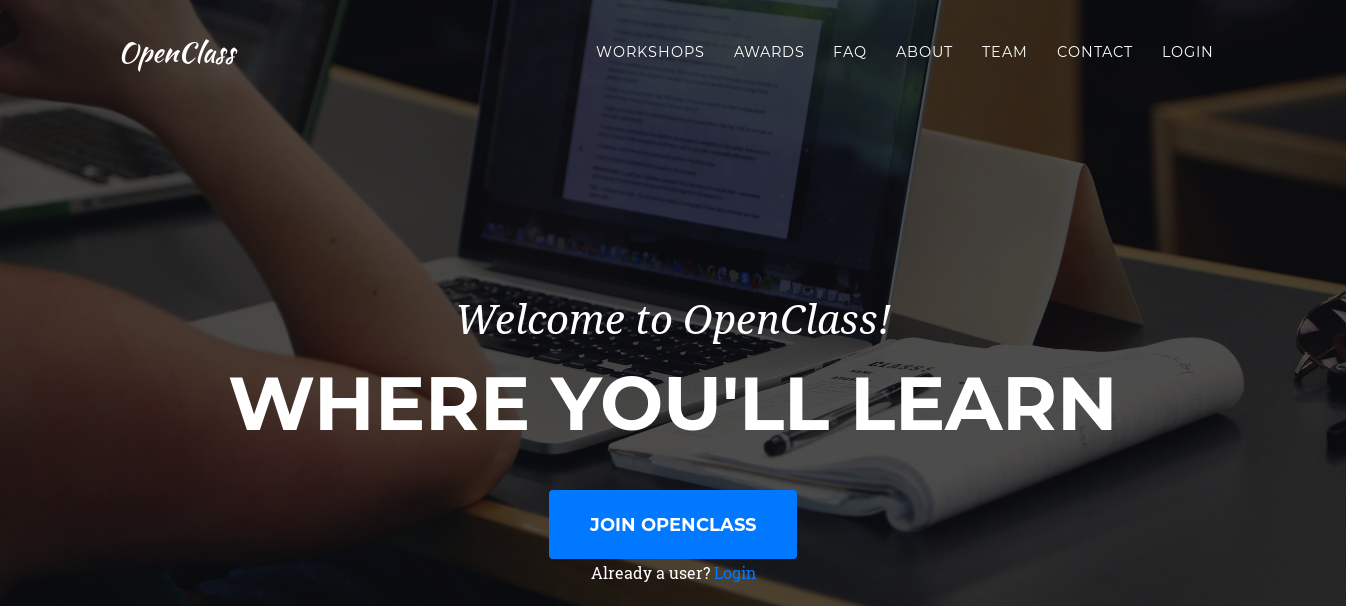 OpenClass
WORKSHOPS AWARDS FAQ ABOUT TEAM CONTACT LOGIN
Welcome to OpenClass!
WHERE YOU'LL LEARN
JOIN OPENCLASS
Already a user? Login
CLASS